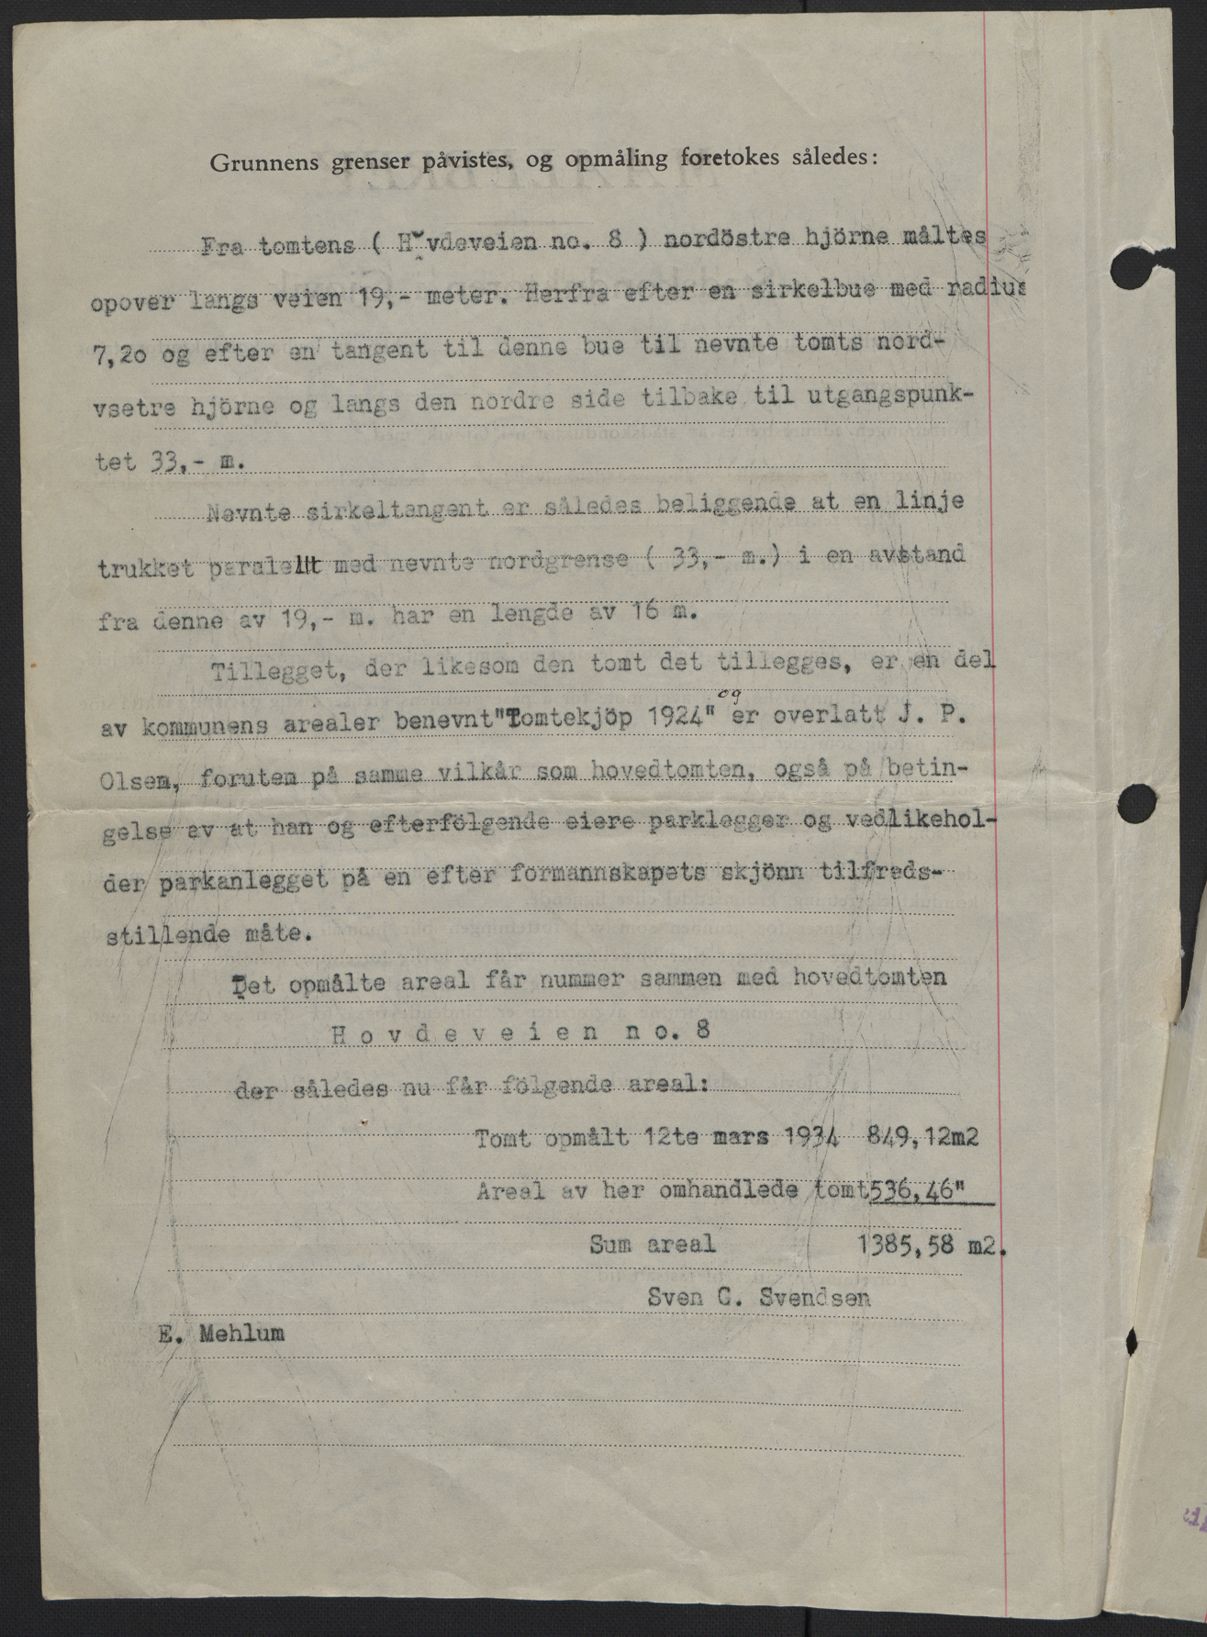 Grunnens grenser påvistes, og opmåling foretokes således:
Fra tomtens ( Hovdeveien no. 8 ) nordöstre hjörne måltes
opover langs veien 19,- meter. Herfra efter en sirkelbue med radius
7,2o og efter en tangent til denne bue til nevnte tomts nord-
vsetre hjörne og langs den nordre side tilbake til utgangspunk-
tet 33,- m.
Nevnte sirkeltangent er således beliggende at en linje
trukket paralellt med nevnte nordgrense ( 33,- m.) i en avstand
fra denne av 19,- m. har en lengde av 16 m.
Tillegget, der likesom den tomt det tillegges, er en del
av kommunens arealer benevnt"Tomtekjöp 1924" og er overlatt J. P.
Olsen, foruten på samme vilkår som hovedtomten, også på betin-
gelse av at han og efterfölgende eiere parklegger og vedlikehol-
der parkanlegget på en efter formannskapets skjönn tilfreds-
stillende måte.
Det opmålte areal får nummer sammen med hovedtomten
H o v d e v e i e n  n o. 8
der således nu får fölgende areal:
Tomt opmålt 12te mars 1934 849,12m2
Areal av her omhandlede tomt536,46"
Sum areal 1385,58 m2.
Sven C. Svendsen
E. Mehlum